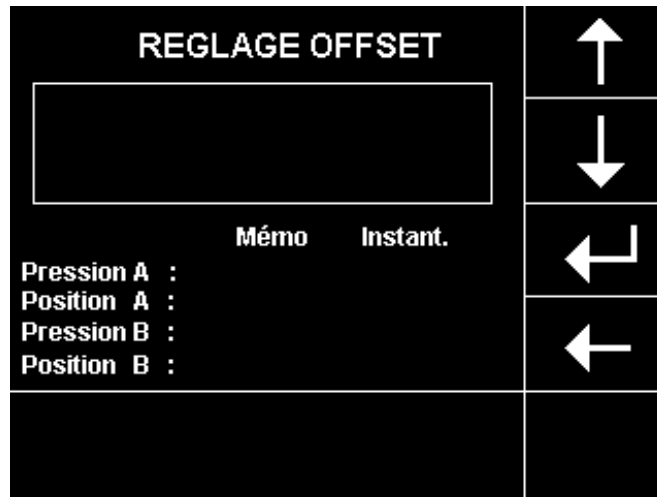 REGLAGE OFFSET
Mémo Instant.
Pression A :
Position A :
Pression B :
Position B :